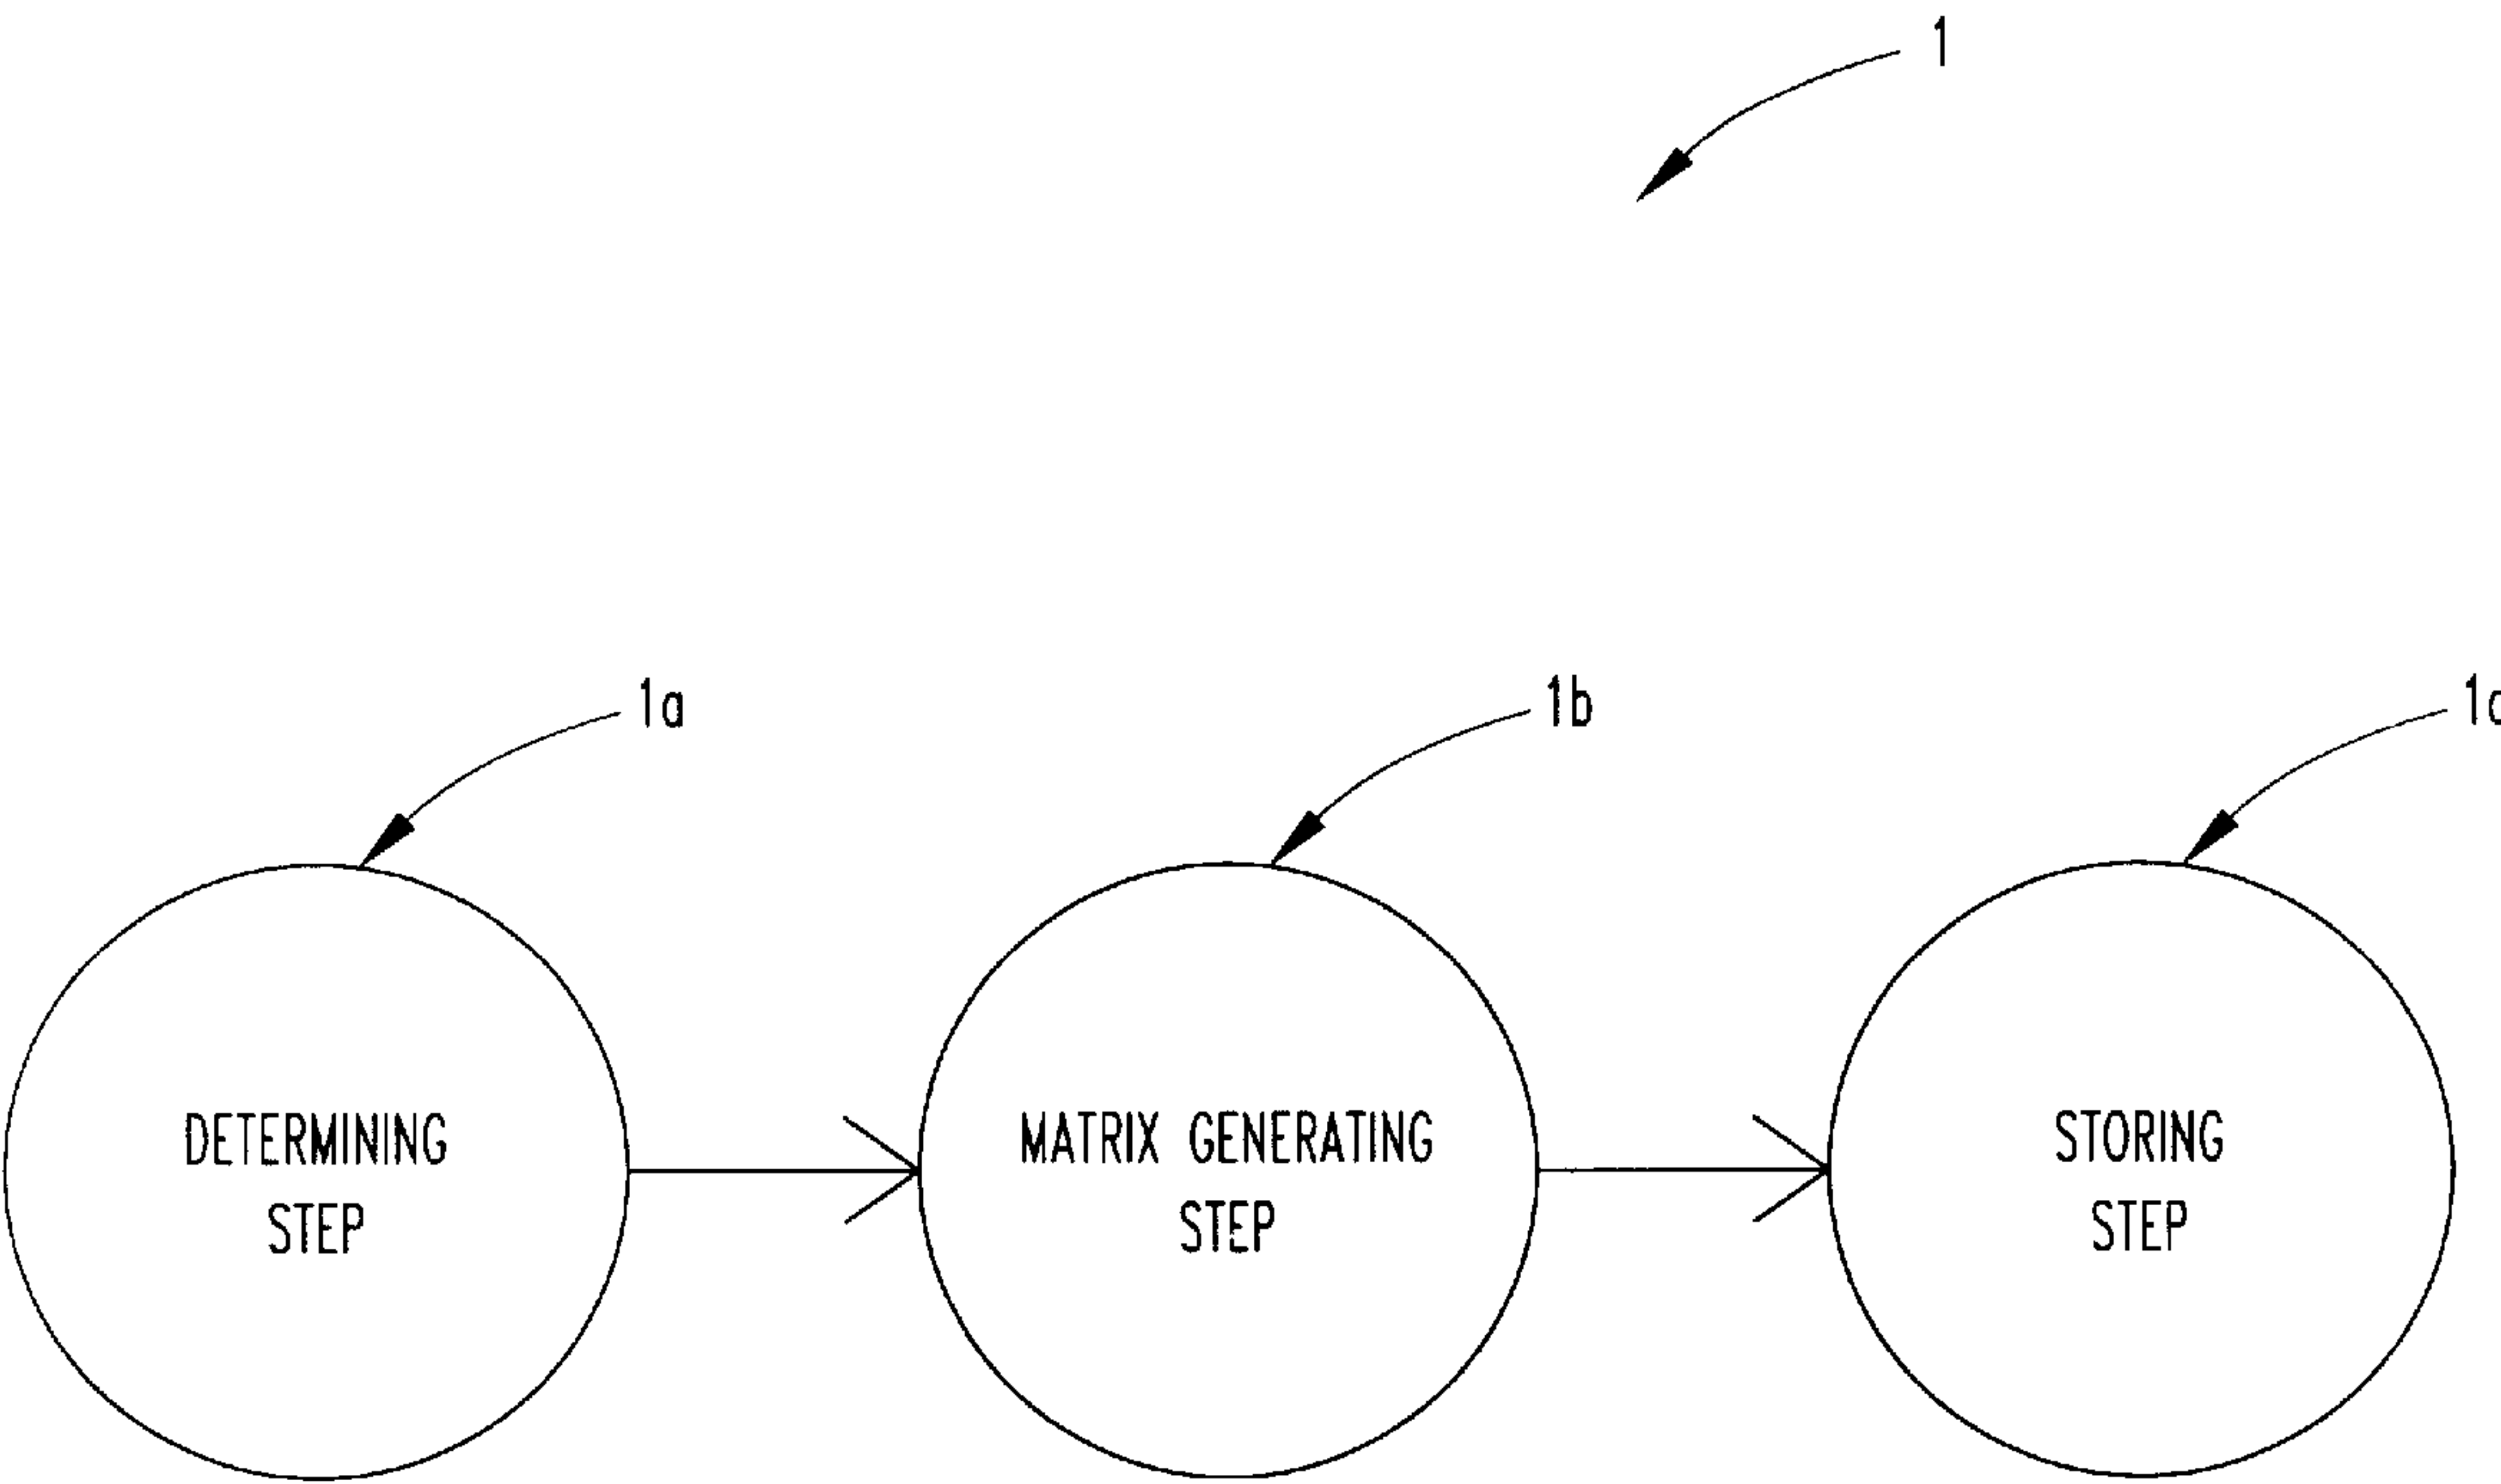 1
1a
1b
DETERMINING
STEP
MATRIX GENERATING
STEP
STORING
STEP